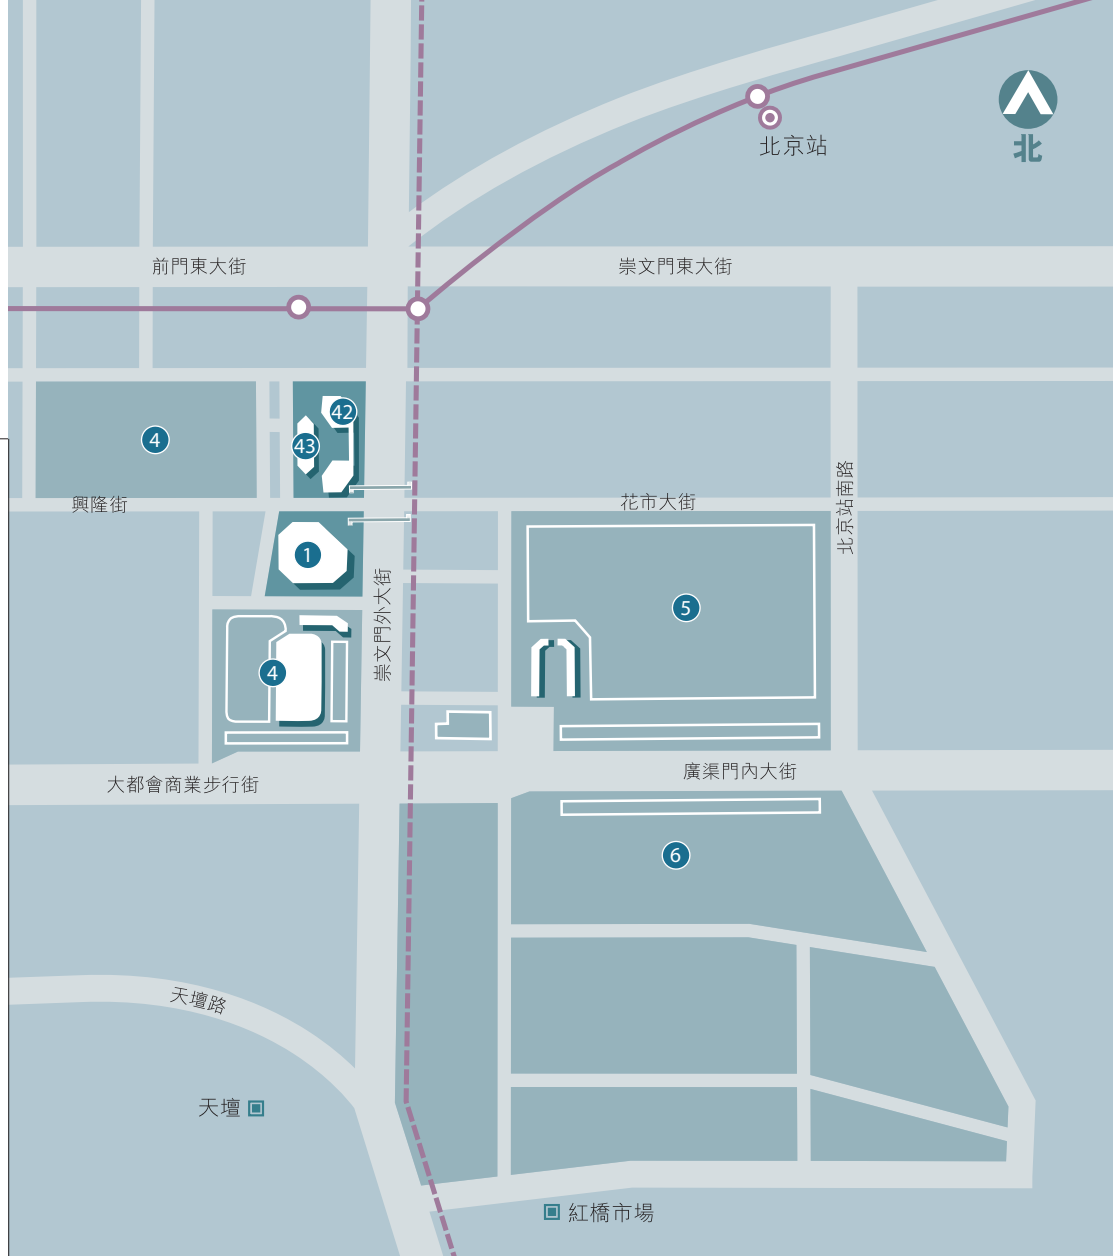 北京站
北
前門東大街
崇文門東大街
42
4
43
興隆街
花市大街
北京站南路
1
崇文門外大街
5
4
大都會商業步行街
廣渠門內大街
6
天壇路
天壇
紅橋市場